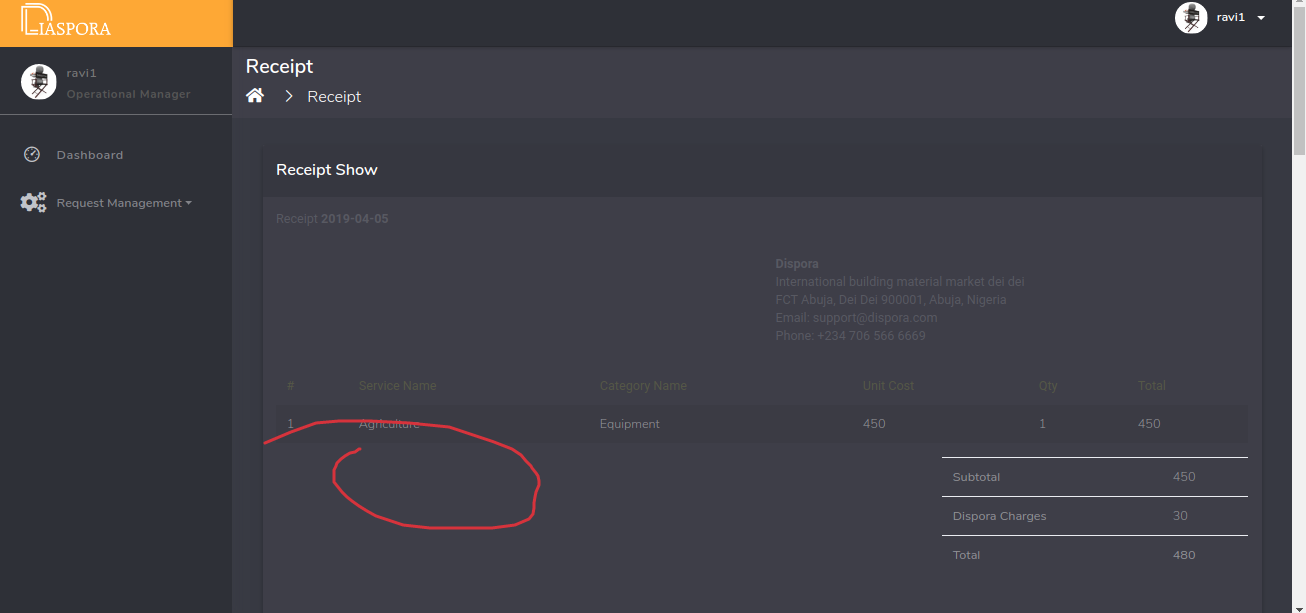 DIASPORA
ravi1
ravi1
Operational Manager
Dashboard
Request Management
Receipt
Receipt
Receipt Show
Receipt 2019-04-05
Dispora
International building material market dei dei
FCT Abuja, Dei Dei 900001, Abuja, Nigeria
Email: support@dispora.com
Phone: +234 706 566 6669
# Service Name Category Name Unit Cost Qty Total
1 Agriculture Equipment 450 1 450
Subtotal 450
Dispora Charges 30
Total 480